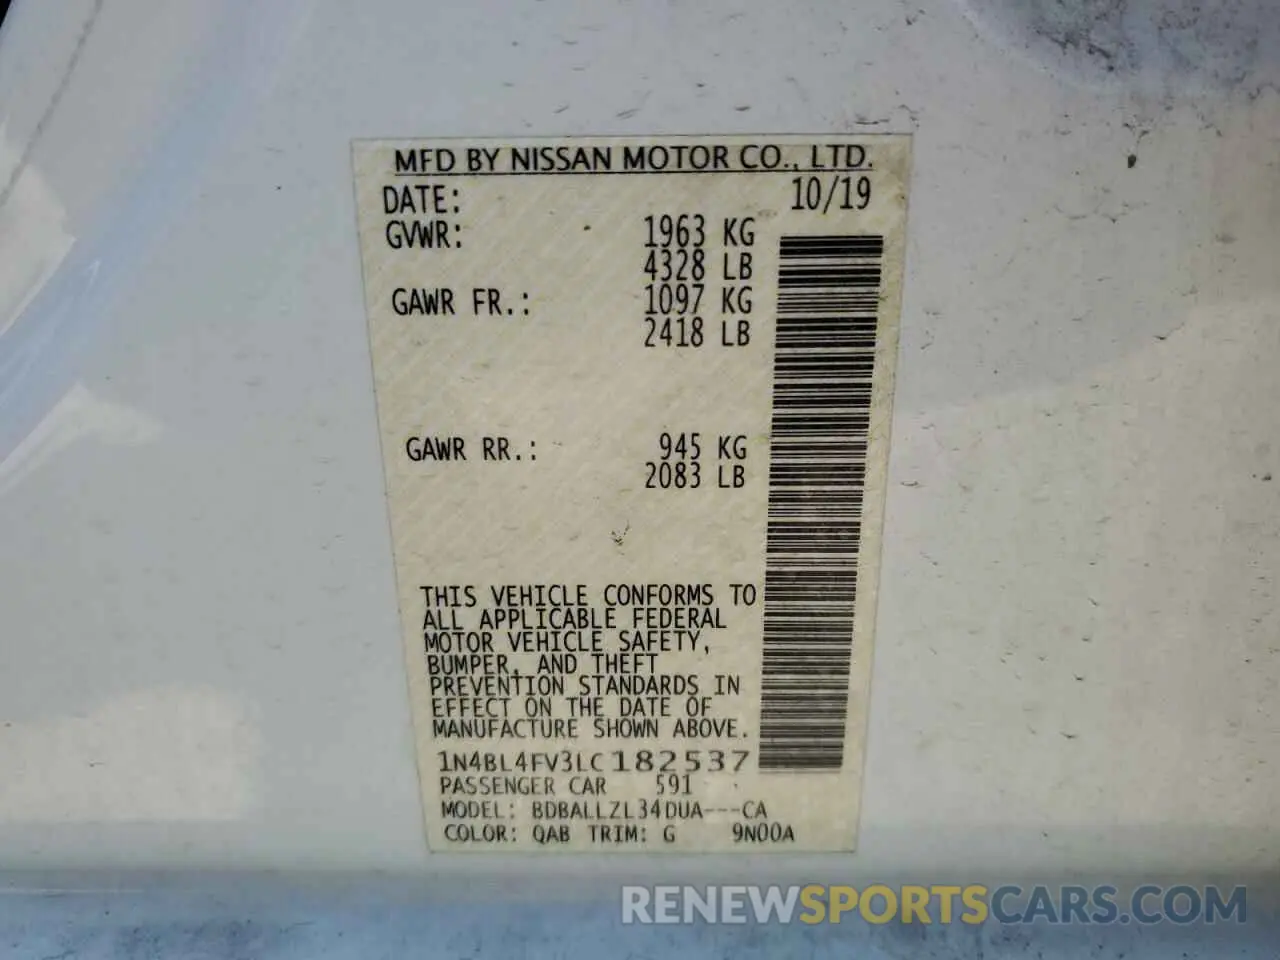 MFD BY NISSAN MOTOR CO., LTD.
DATE: 10/19
GVWR: 1963 KG
4328 LB
GAWR FR.: 1097 KG
2418 LB
GAWR RR.: 945 KG
2083 LB
THIS VEHICLE CONFORMS TO
ALL APPLICABLE FEDERAL
MOTOR VEHICLE SAFETY,
BUMPER, AND THEFT
PREVENTION STANDARDS IN
EFFECT ON THE DATE OF
MANUFACTURE SHOWN ABOVE.
1N4BL4FV3LC182537
PASSENGER CAR 591
MODEL: BDBALLZL34DUA---CA
COLOR: QAB TRIM: G 9N00A
RENEWSPORTSCARS.COM